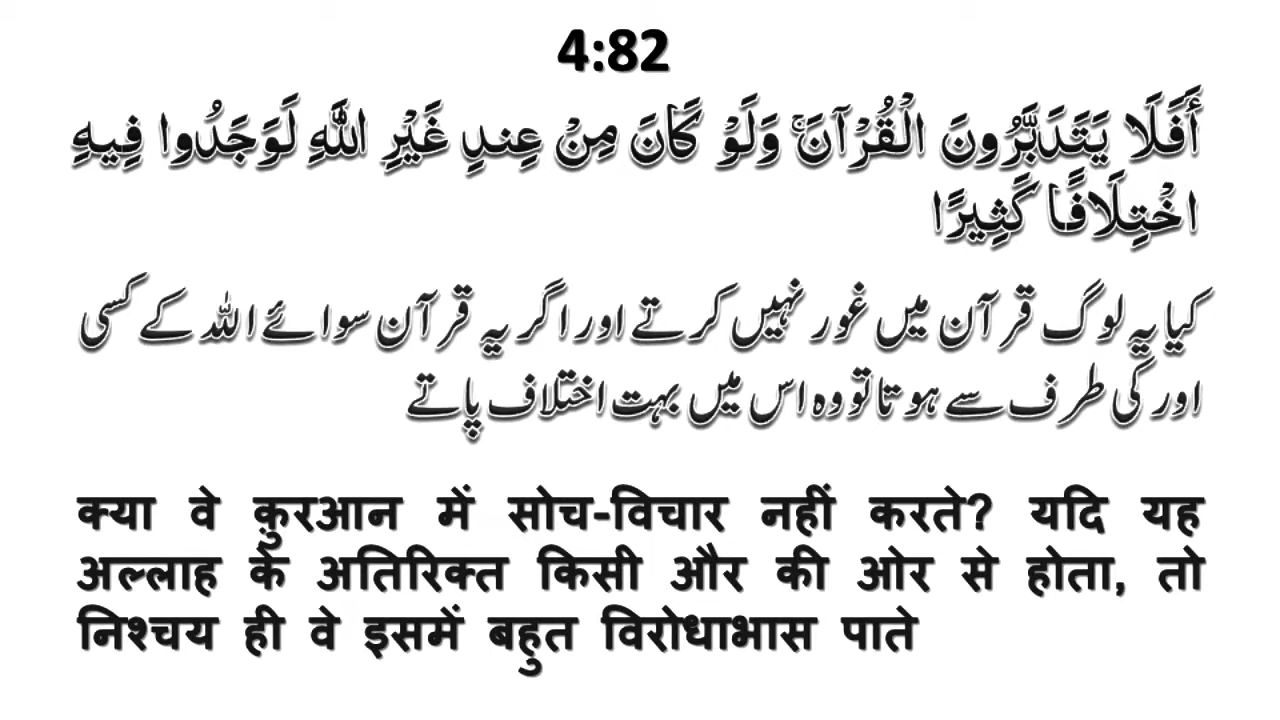 4:82
أَفَلَا يَتَدَبَّرُونَ الْقُرْآنَ ۚ وَلَوْ كَانَ مِنْ عِندِ غَيْرِ اللَّهِ لَوَجَدُوا فِيهِ
اخْتِلَافًا كَثِيرًا
کیا یہ لوگ قرآن میں غور نہیں کرتے اور اگر یہ قرآن سوائے اللہ کے کسی
اور کی طرف سے ہوتا تو وہ اس میں بہت اختلاف پاتے
क्या वे क़ुरआन में सोच-विचार नहीं करते? यदि यह
अल्लाह के अतिरिक्त किसी और की ओर से होता, तो
निश्चय ही वे इसमें बहुत विरोधाभास पाते